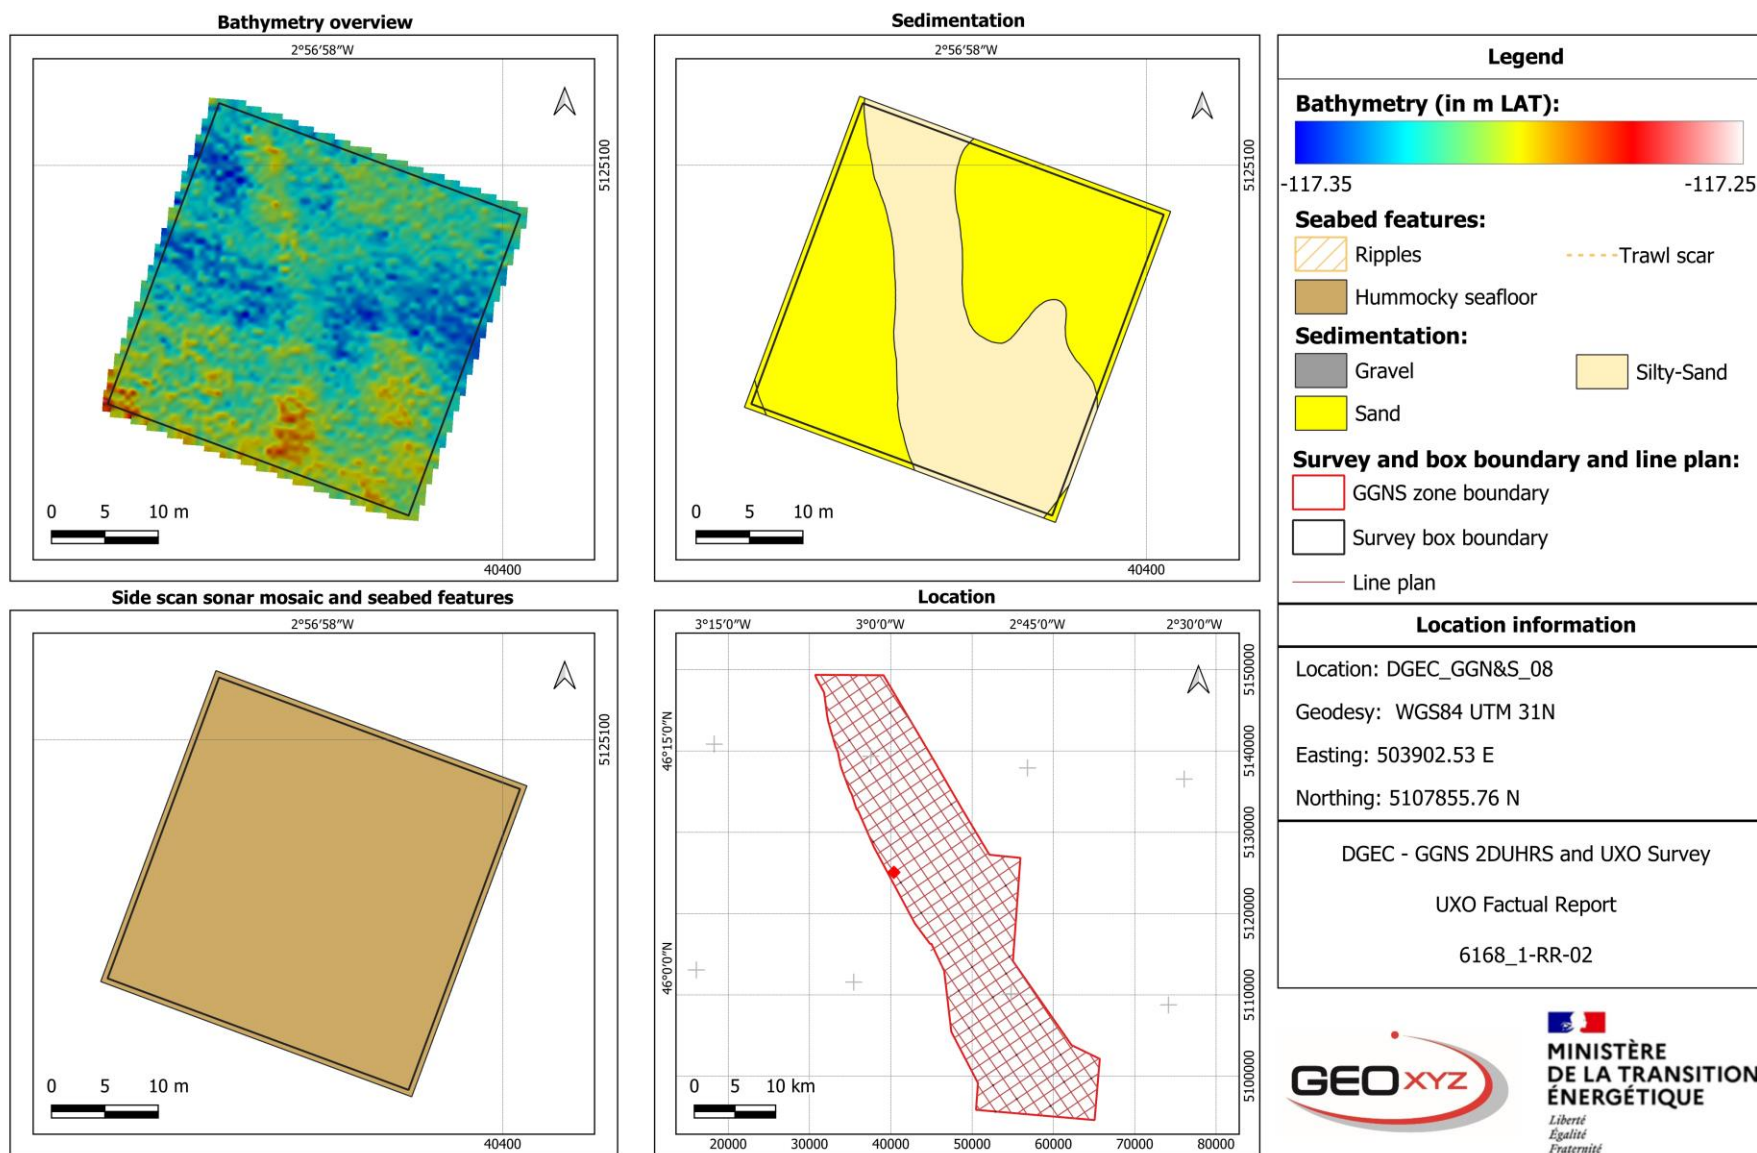 Bathymetry overview
2°56'58"W
5125100
0 5 10 m
40400
Sedimentation
2°56'58"W
5125100
0 5 10 m
40400
Side scan sonar mosaic and seabed features
2°56'58"W
5125100
0 5 10 m
40400
Location
3°15'0"W 3°0'0"W 2°45'0"W 2°30'0"W
46°15'0"N
46°0'0"N
5150000
5140000
5130000
5120000
5110000
5100000
0 5 10 km
20000 30000 40000 50000 60000 70000 80000
Legend
Bathymetry (in m LAT):
-117.35 -117.25
Seabed features:
Ripples Trawl scar
Hummocky seafloor
Sedimentation:
Gravel Silty-Sand
Sand
Survey and box boundary and line plan:
GGNS zone boundary
Survey box boundary
Line plan
Location information
Location: DGEC_GGN&S_08
Geodesy: WGS84 UTM 31N
Easting: 503902.53 E
Northing: 5107855.76 N
DGEC - GGNS 2DUHRS and UXO Survey
UXO Factual Report
6168_1-RR-02
GEO XYZ
MINISTÈRE
DE LA TRANSITION
ÉNERGÉTIQUE
Liberté
Égalité
Fraternité